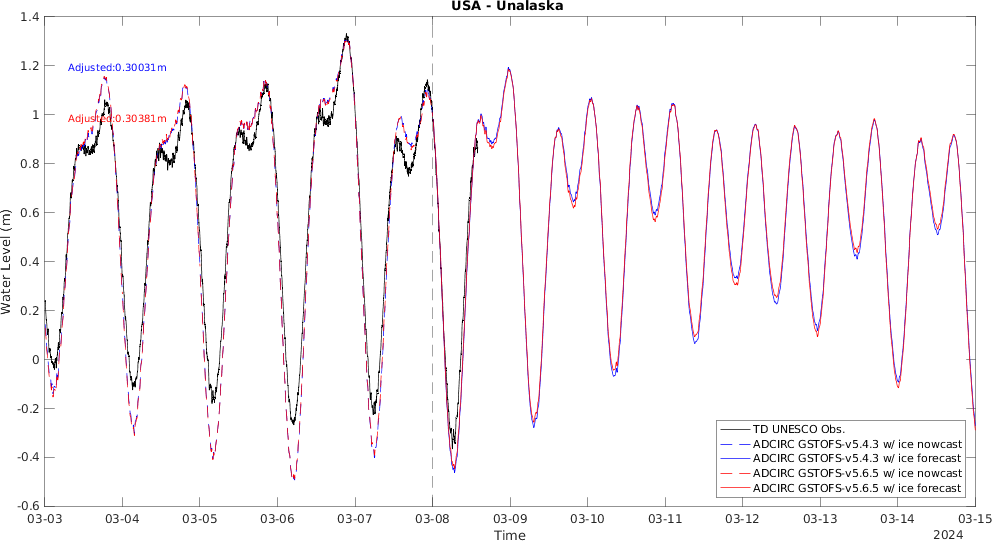 USA - Unalaska
1.4
1.2
1
0.8
0.6
0.4
0.2
0
-0.2
-0.4
-0.6
Water Level (m)
Adjusted:0.30031m
Adjusted:0.30381m
TD UNESCO Obs.
ADCIRC GSTOFS-v5.4.3 w/ ice nowcast
ADCIRC GSTOFS-v5.4.3 w/ ice forecast
ADCIRC GSTOFS-v5.6.5 w/ ice nowcast
ADCIRC GSTOFS-v5.6.5 w/ ice forecast
03-03 03-04 03-05 03-06 03-07 03-08 03-09 03-10 03-11 03-12 03-13 03-14 03-15
Time
2024